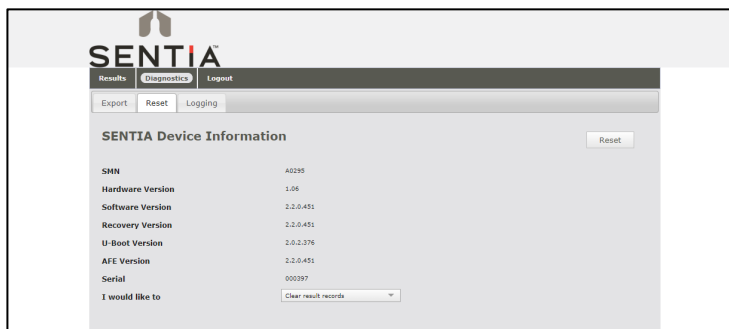 SENTIA™
Results Diagnostics Logout
Export Reset Logging
SENTIA Device Information Reset
SMN A0295
Hardware Version 1.06
Software Version 2.2.0.451
Recovery Version 2.2.0.451
U-Boot Version 2.0.2.376
AFE Version 2.2.0.451
Serial 000397
I would like to Clear result records